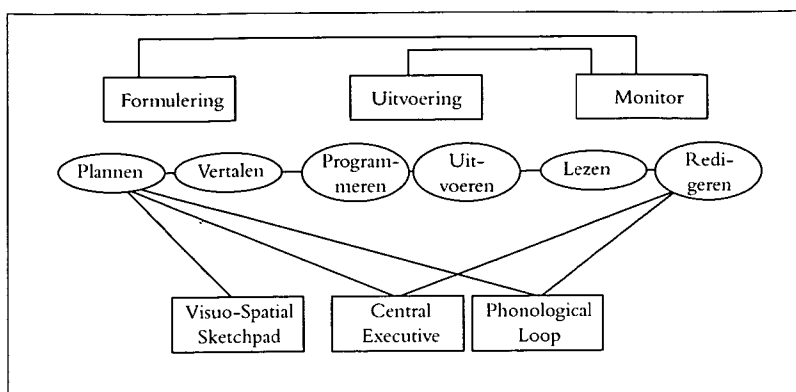 Formulering
Uitvoering
Monitor
Plannen
Vertalen
Program-
meren
Uit-
voeren
Lezen
Redi-
geren
Visuo-Spatial
Sketchpad
Central
Executive
Phonological
Loop